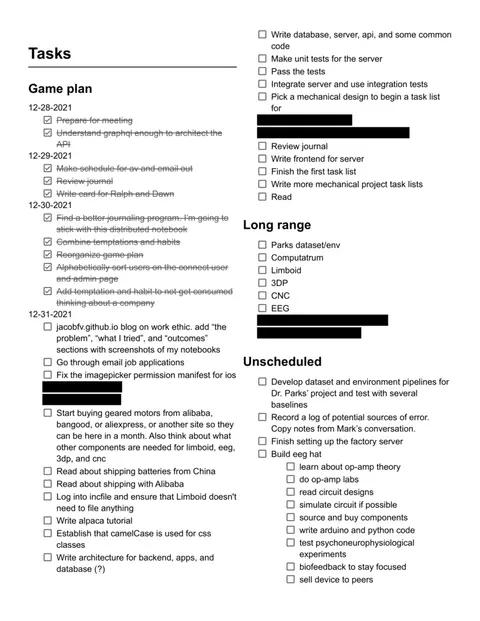 Tasks
Game plan
12-28-2021
Prepare for meeting
Understand graphql enough to architect the
API
12-29-2021
Make schedule for av and email out
Review journal
Write card for Ralph and Dawn
12-30-2021
Find a better journaling program. I'm going to
stick with this distributed notebook
Combine temptations and habits
Reorganize game plan
Alphabetically sort users on the connect user
and admin page
Add temptation and habit to not get consumed
thinking about a company
12-31-2021
jacobfv.github.io blog on work ethic. add “the
problem”, “what I tried”, and “outcomes”
sections with screenshots of my notebooks
Go through email job applications
Fix the imagepicker permission manifest for ios
Start buying geared motors from alibaba,
bangood, or aliexpress, or another site so they
can be here in a month. Also think about what
other components are needed for limboid, eeg,
3dp, and cnc
Read about shipping batteries from China
Read about shipping with Alibaba
Log into incfile and ensure that Limboid doesn't
need to file anything
Write alpaca tutorial
Establish that camelCase is used for css
classes
Write architecture for backend, apps, and
database (?)
Write database, server, api, and some common
code
Make unit tests for the server
Pass the tests
Integrate server and use integration tests
Pick a mechanical design to begin a task list
for
Review journal
Write frontend for server
Finish the first task list
Write more mechanical project task lists
Read
Long range
Parks dataset/env
Computatrum
Limboid
3DP
CNC
EEG
Unscheduled
Develop dataset and environment pipelines for
Dr. Parks' project and test with several
baselines
Record a log of potential sources of error.
Copy notes from Mark's conversation.
Finish setting up the factory server
Build eeg hat
learn about op-amp theory
do op-amp labs
read circuit designs
simulate circuit if possible
source and buy components
write arduino and python code
test psychoneurophysiological
experiments
biofeedback to stay focused
sell device to peers